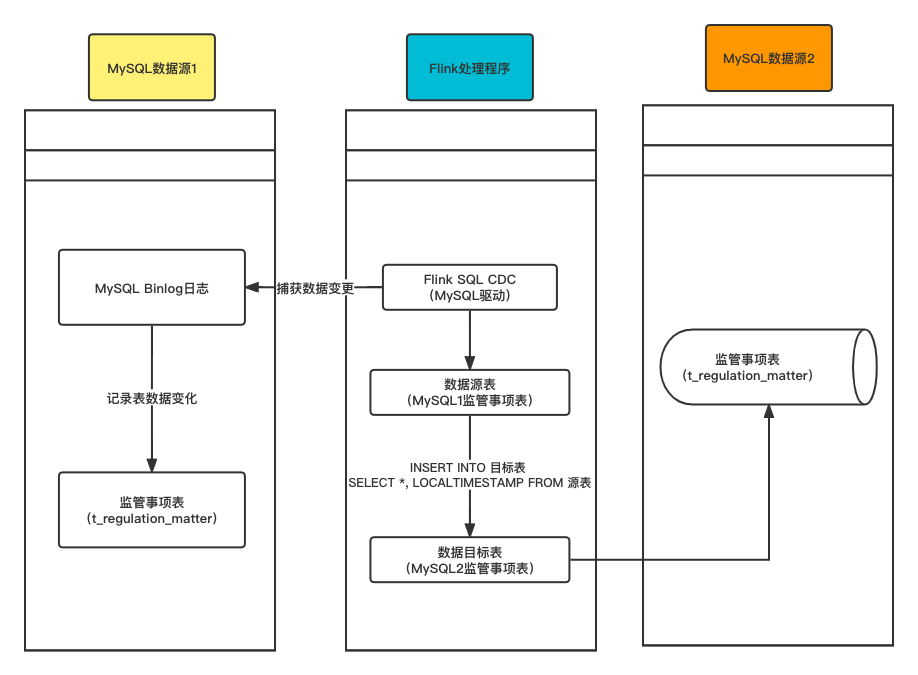 MySQL数据源1
Flink处理程序
MySQL数据源2
MySQL Binlog日志
捕获数据变更
Flink SQL CDC
（MySQL驱动）
记录表数据变化
数据源表
（MySQL1监管事项表）
监管事项表
（t_regulation_matter）
INSERT INTO 目标表
SELECT *, LOCALTIMESTAMP FROM 源表
监管事项表
（t_regulation_matter）
数据目标表
（MySQL2监管事项表）